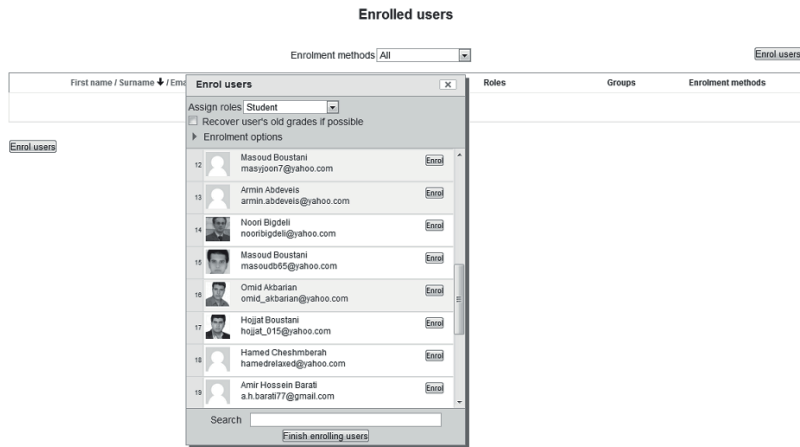 Enrolled users
Enrolment methods All
Enrol users
First name / Surname / Ema
Roles
Groups
Enrolment methods
Enrol users
Enrol users
Assign roles Student
Recover user's old grades if possible
Enrolment options
12
Masoud Boustani
masyjoon7@yahoo.com
Enrol
13
Armin Abdeveis
armin.abdeveis@yahoo.com
Enrol
14
Noori Bigdeli
nooribigdeli@yahoo.com
Enrol
15
Masoud Boustani
masoudb65@yahoo.com
Enrol
16
Omid Akbarian
omid_akbarian@yahoo.com
Enrol
17
Hojjat Boustani
hojjat_015@yahoo.com
Enrol
18
Hamed Cheshmberah
hamedrelaxed@yahoo.com
Enrol
19
Amir Hossein Barati
a.h.barati77@gmail.com
Enrol
Search
Finish enrolling users